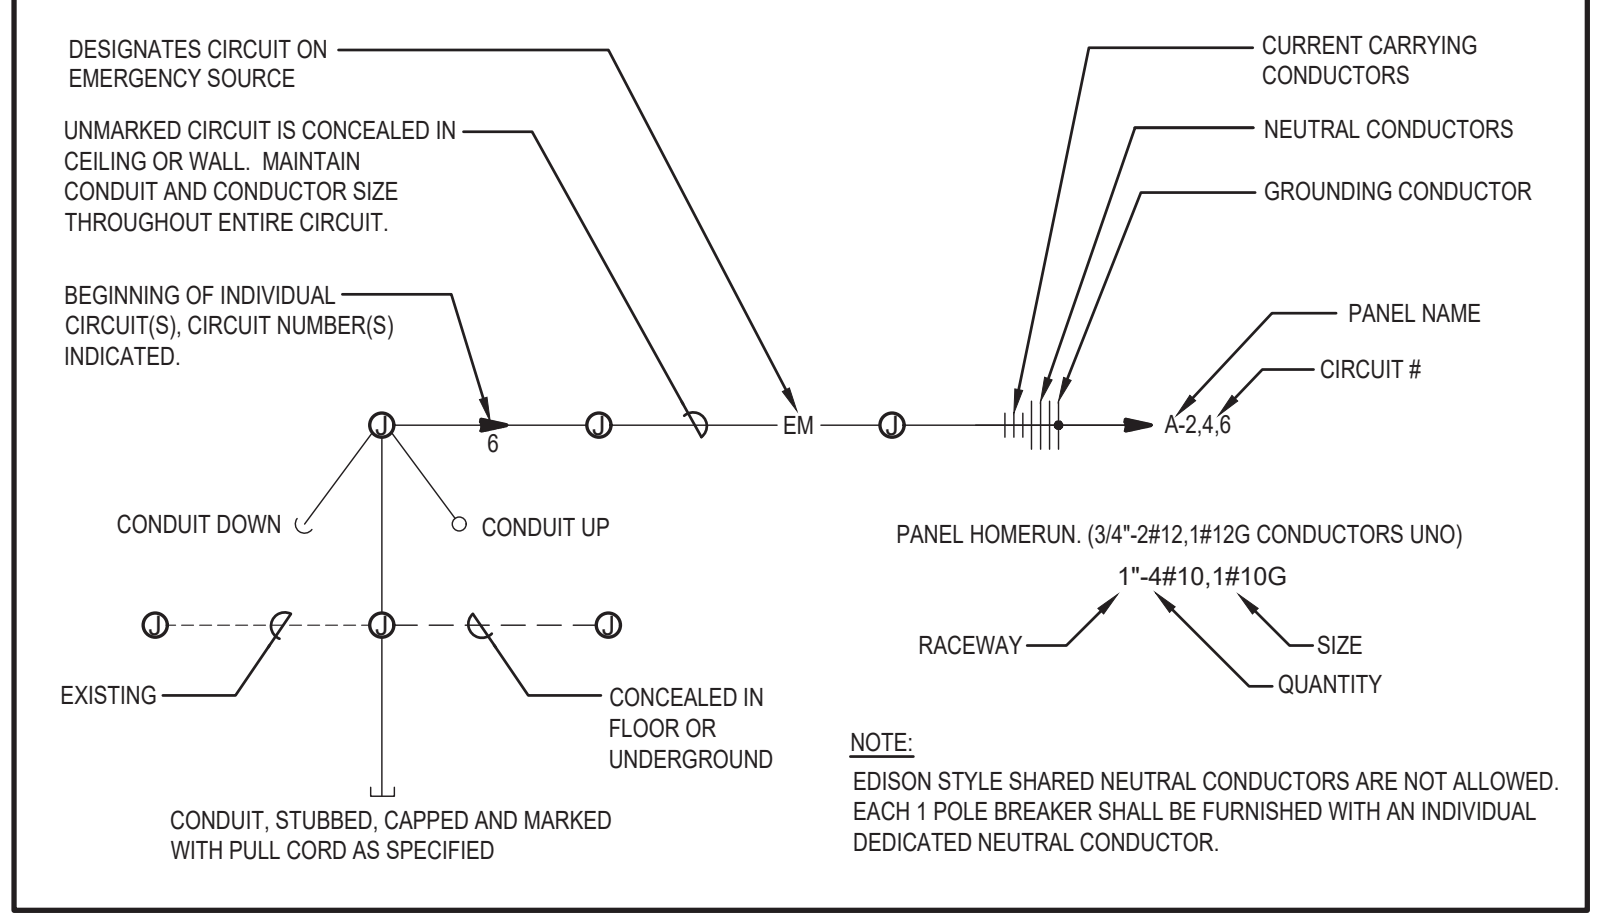 DESIGNATES CIRCUIT ON
EMERGENCY SOURCE
UNMARKED CIRCUIT IS CONCEALED IN
CEILING OR WALL. MAINTAIN
CONDUIT AND CONDUCTOR SIZE
THROUGHOUT ENTIRE CIRCUIT.
BEGINNING OF INDIVIDUAL
CIRCUIT(S), CIRCUIT NUMBER(S)
INDICATED.
CURRENT CARRYING
CONDUCTORS
NEUTRAL CONDUCTORS
GROUNDING CONDUCTOR
PANEL NAME
CIRCUIT #
J
6
J
EM
J
A-2,4,6
CONDUIT DOWN
CONDUIT UP
J
J
J
EXISTING
CONCEALED IN
FLOOR OR
UNDERGROUND
CONDUIT, STUBBED, CAPPED AND MARKED
WITH PULL CORD AS SPECIFIED
PANEL HOMERUN. (3/4"-2#12,1#12G CONDUCTORS UNO)
1"-4#10,1#10G
RACEWAY
SIZE
QUANTITY
NOTE:
EDISON STYLE SHARED NEUTRAL CONDUCTORS ARE NOT ALLOWED.
EACH 1 POLE BREAKER SHALL BE FURNISHED WITH AN INDIVIDUAL
DEDICATED NEUTRAL CONDUCTOR.